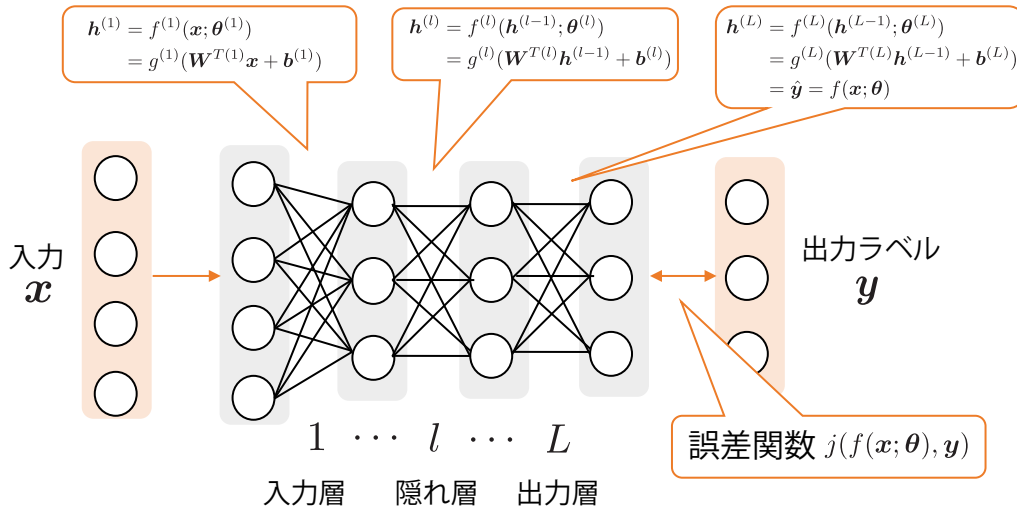 h^{(1)} = f^{(1)}(x; θ^{(1)})
= g^{(1)}(W^{T(1)}x + b^{(1)})
h^{(l)} = f^{(l)}(h^{(l-1)}; θ^{(l)})
= g^{(l)}(W^{T(l)}h^{(l-1)} + b^{(l)})
h^{(L)} = f^{(L)}(h^{(L-1)}; θ^{(L)})
= g^{(L)}(W^{T(L)}h^{(L-1)} + b^{(L)})
= ŷ = f(x; θ)
入力
x
出力ラベル
y
1 ⋯ l ⋯ L
入力層 隠れ層 出力層
誤差関数 j(f(x; θ), y)